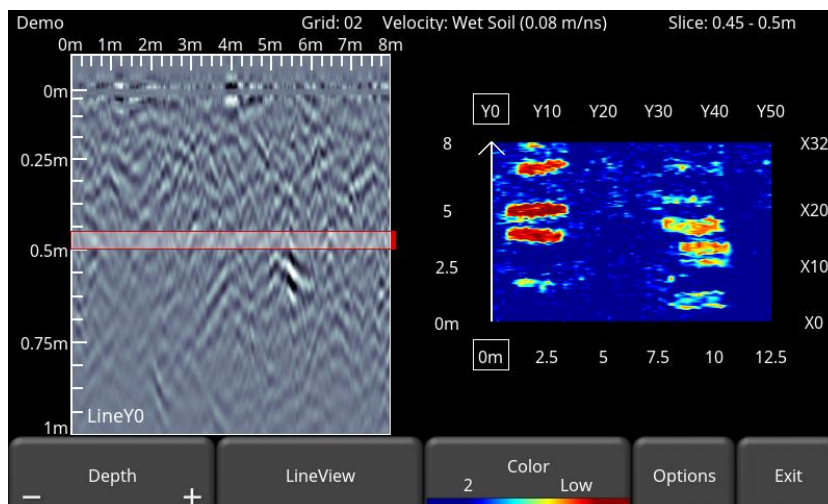 Demo Grid: 02 Velocity: Wet Soil (0.08 m/ns) Slice: 0.45 - 0.5m
0m 1m 2m 3m 4m 5m 6m 7m 8m
0m
0.25m
0.5m
0.75m
1m
LineY0
Y0 Y10 Y20 Y30 Y40 Y50
8 X32
5 X20
2.5 X10
0m X0
0m 2.5 5 7.5 10 12.5
Depth LineView Color Options Exit
− + 2 Low